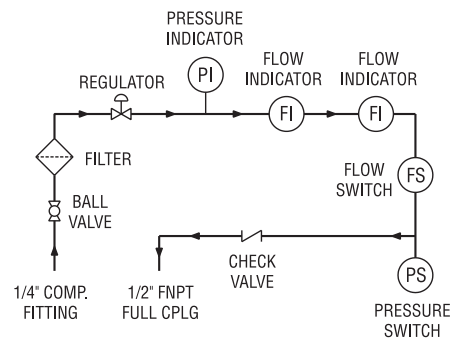 PRESSURE
INDICATOR
PI
REGULATOR
FLOW
INDICATOR
FLOW
INDICATOR
FI
FI
FILTER
FLOW
SWITCH
FS
BALL
VALVE
CHECK
VALVE
PS
1/4" COMP.
FITTING
1/2" FNPT
FULL CPLG
PRESSURE
SWITCH